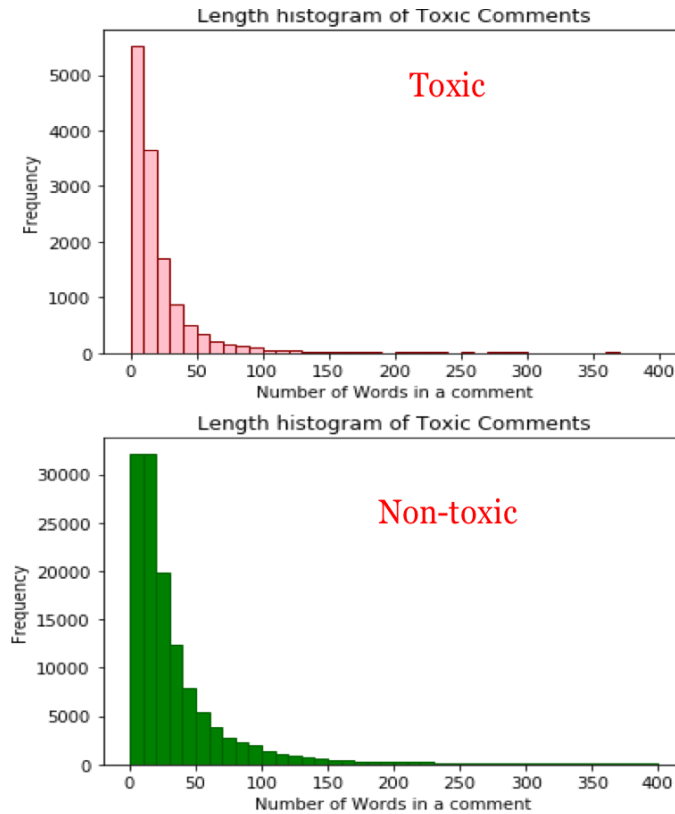 Length histogram of Toxic Comments
Toxic
5000
4000
3000
2000
1000
0
Frequency
0 50 100 150 200 250 300 350 400
Number of Words in a comment
Length histogram of Toxic Comments
Non-toxic
30000
25000
20000
15000
10000
5000
0
Frequency
0 50 100 150 200 250 300 350 400
Number of Words in a comment